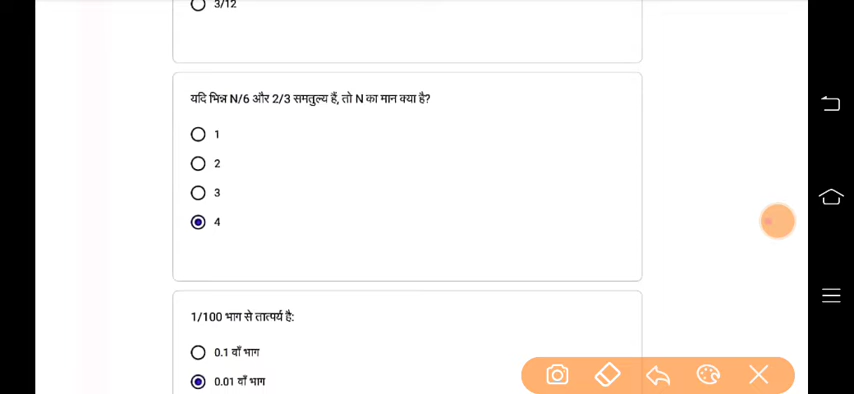 3/12
यदि भिन्न N/6 और 2/3 समतुल्य हैं, तो N का मान क्या है?
1
2
3
4
1/100 भाग से तात्पर्य है:
0.1 वाँ भाग
0.01 वाँ भाग